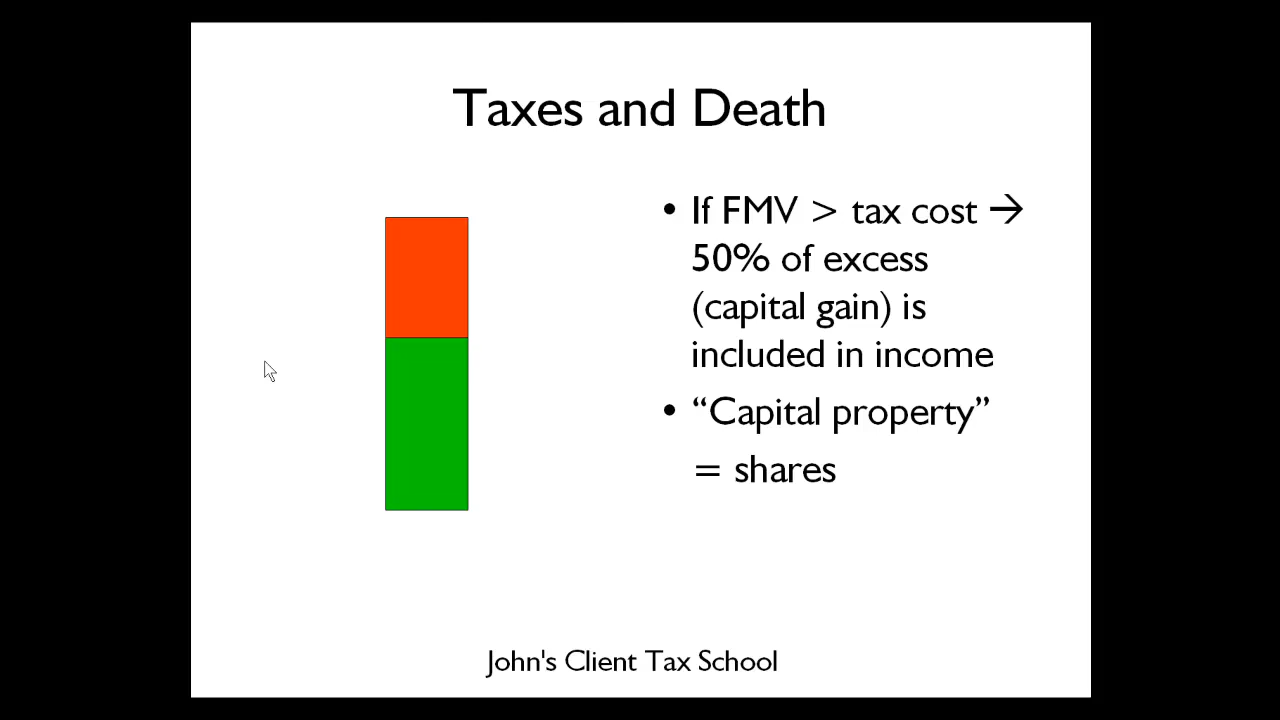 Taxes and Death
• If FMV > tax cost →
50% of excess
(capital gain) is
included in income
• “Capital property”
= shares
John's Client Tax School